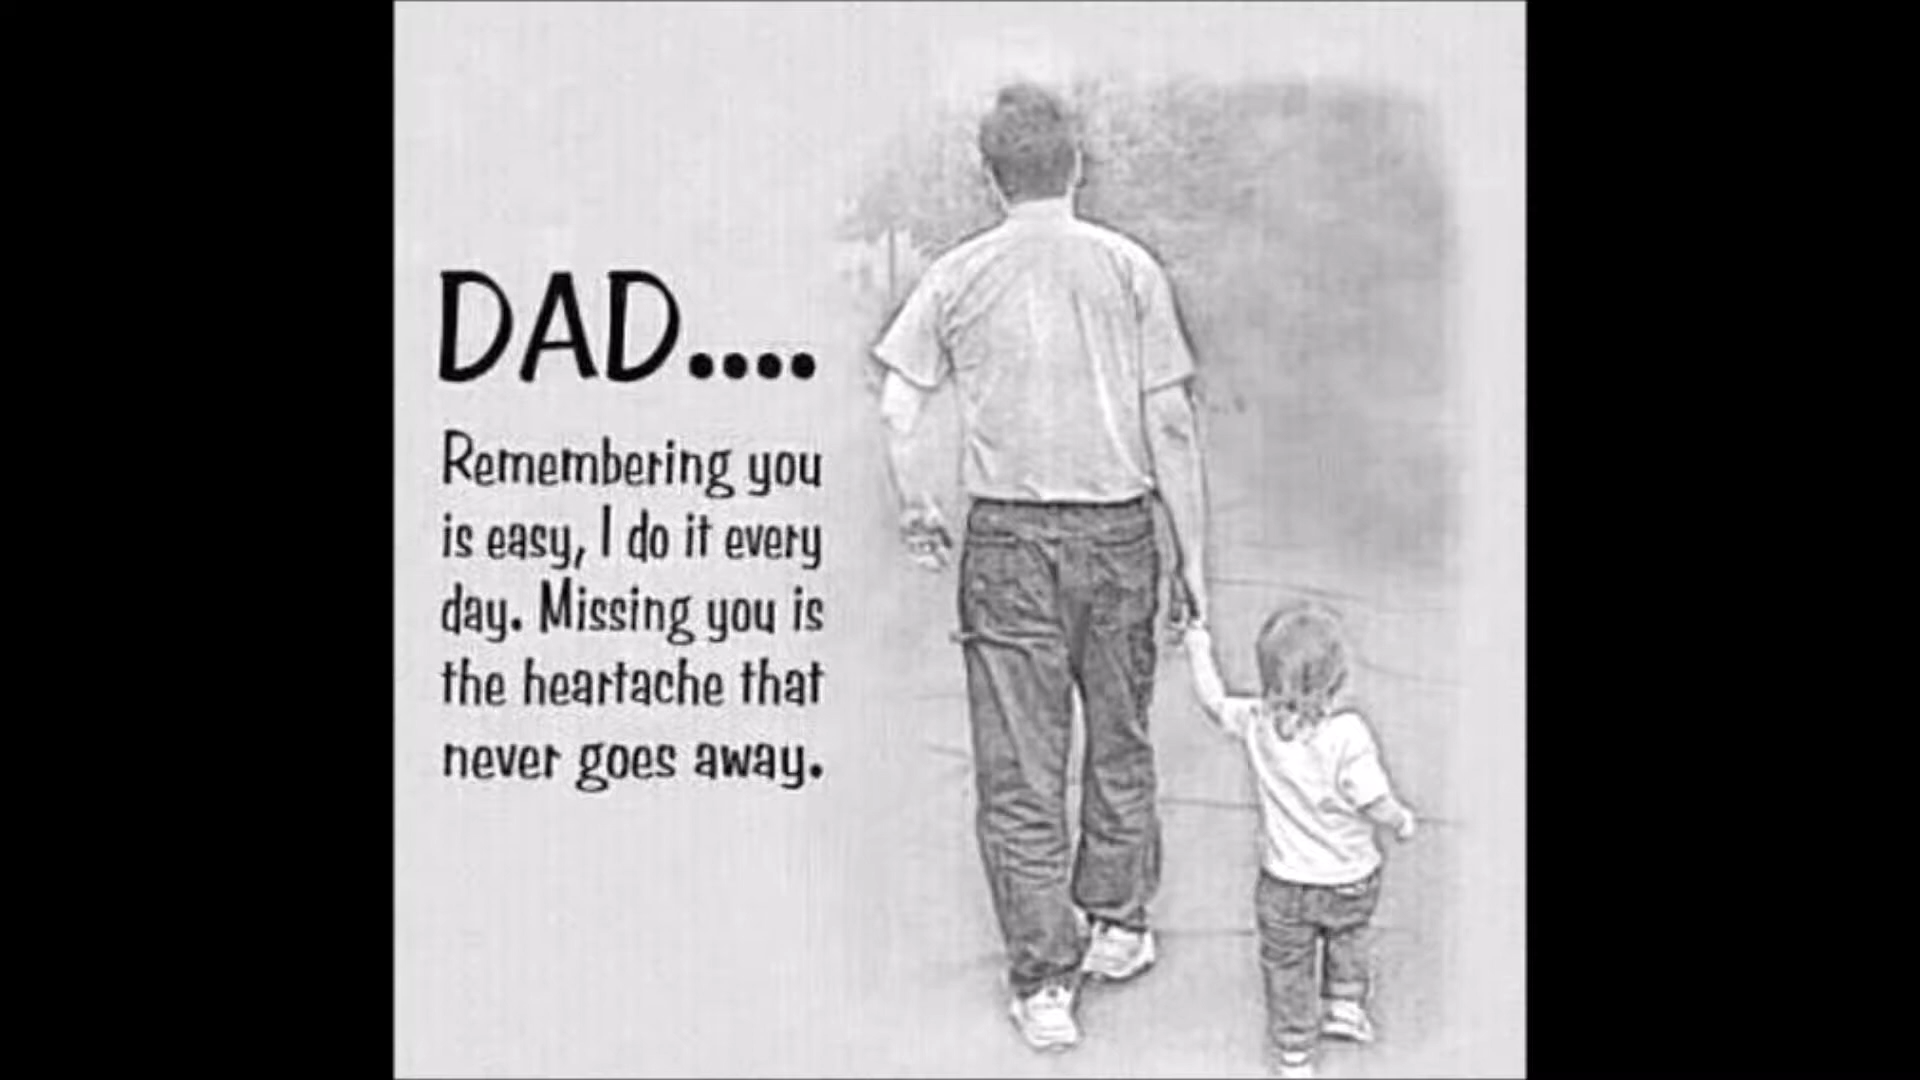 DAD....
Remembering you
is easy, I do it every
day. Missing you is
the heartache that
never goes away.